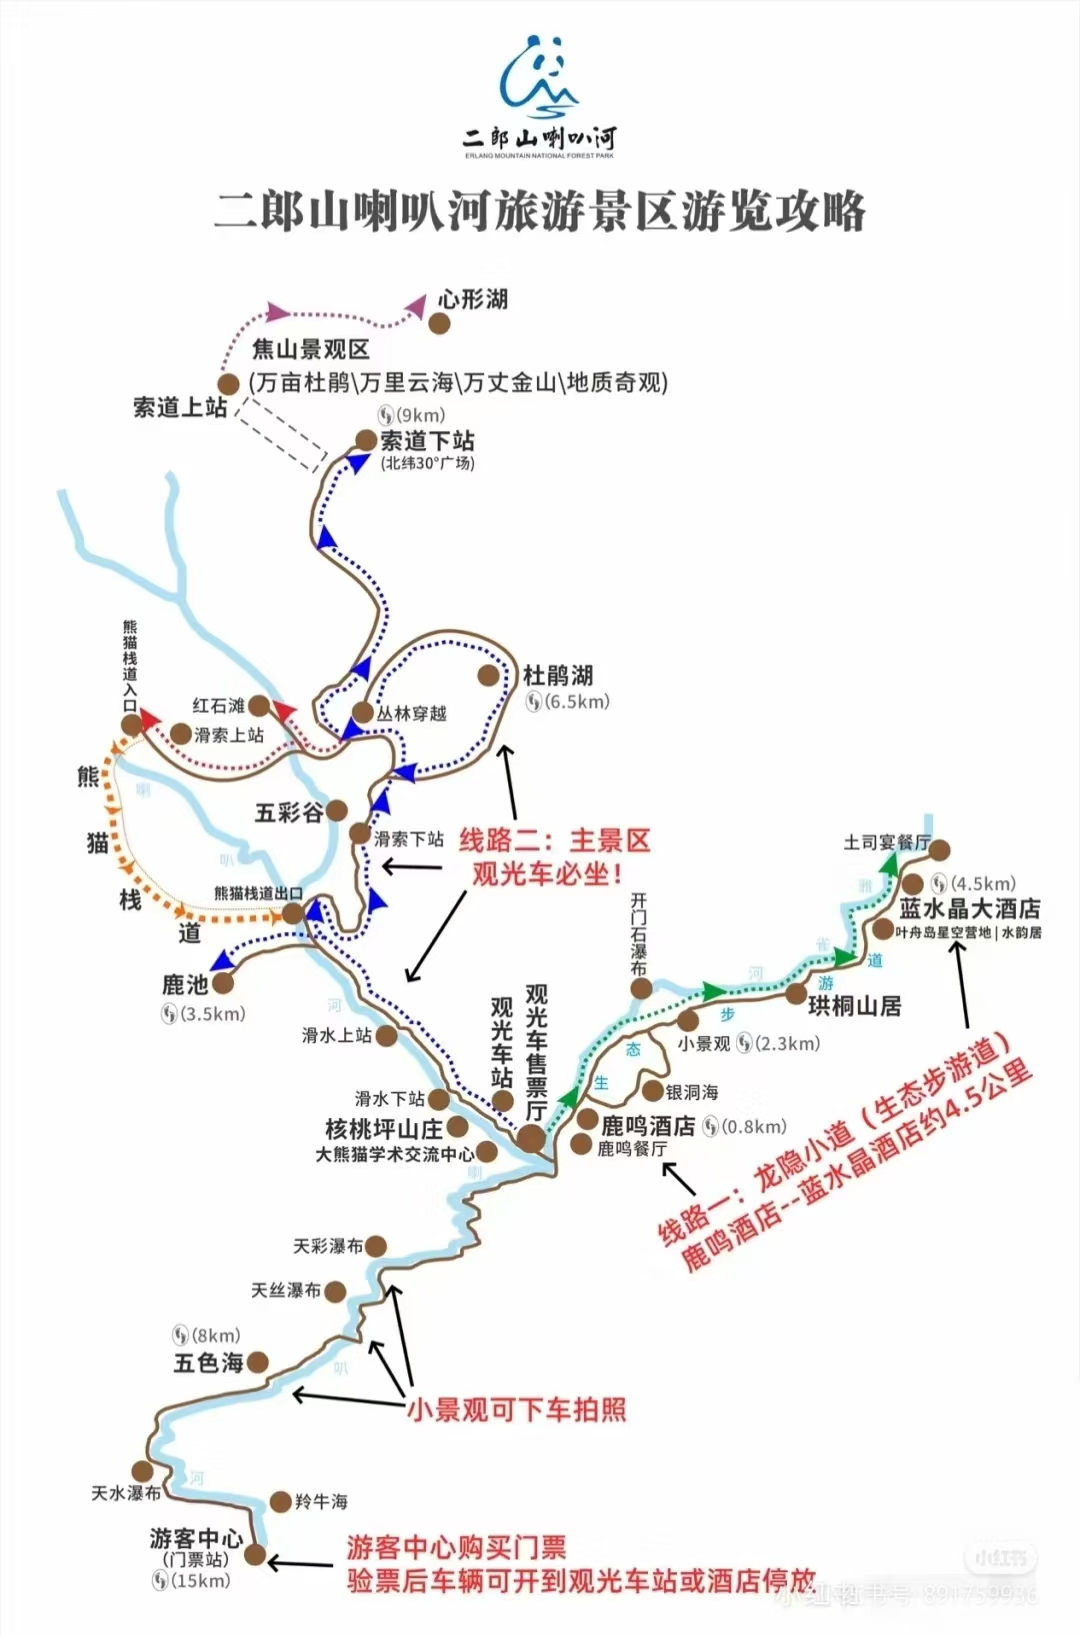 二郎山喇叭河
ERLANG MOUNTAIN NATIONAL FOREST PARK
二郎山喇叭河旅游景区游览攻略
心形湖
焦山景观区
(万亩杜鹃\万里云海\万丈金山\地质奇观)
索道上站
(9km)
索道下站
(北纬30°广场)
熊猫栈道入口
杜鹃湖
(6.5km)
红石滩
丛林穿越
滑索上站
熊猫栈道
喇
叭
河
五彩谷
滑索下站
线路二：主景区
观光车必坐！
熊猫栈道出口
土司宴餐厅
(4.5km)
蓝水晶大酒店
叶舟岛星空营地|水韵居
雅
雀
河
开门石瀑布
鹿池
(3.5km)
生态步游道
珙桐山居
观光车售票厅
观光车站
滑水上站
小景观 (2.3km)
银洞海
滑水下站
核桃坪山庄
大熊猫学术交流中心
鹿鸣酒店 (0.8km)
鹿鸣餐厅
线路一：龙隐小道（生态步游道）
鹿鸣酒店--蓝水晶酒店约4.5公里
喇
天彩瀑布
天丝瀑布
(8km)
五色海
叭
小景观可下车拍照
天水瀑布
河
羚牛海
游客中心
(门票站)
(15km)
游客中心购买门票
验票后车辆可开到观光车站或酒店停放
小红书
小红书号 891759936